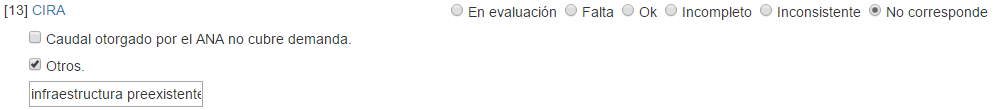 [13] CIRA En evaluación Falta Ok Incompleto Inconsistente No corresponde
Caudal otorgado por el ANA no cubre demanda.
Otros.
infraestructura preexistente